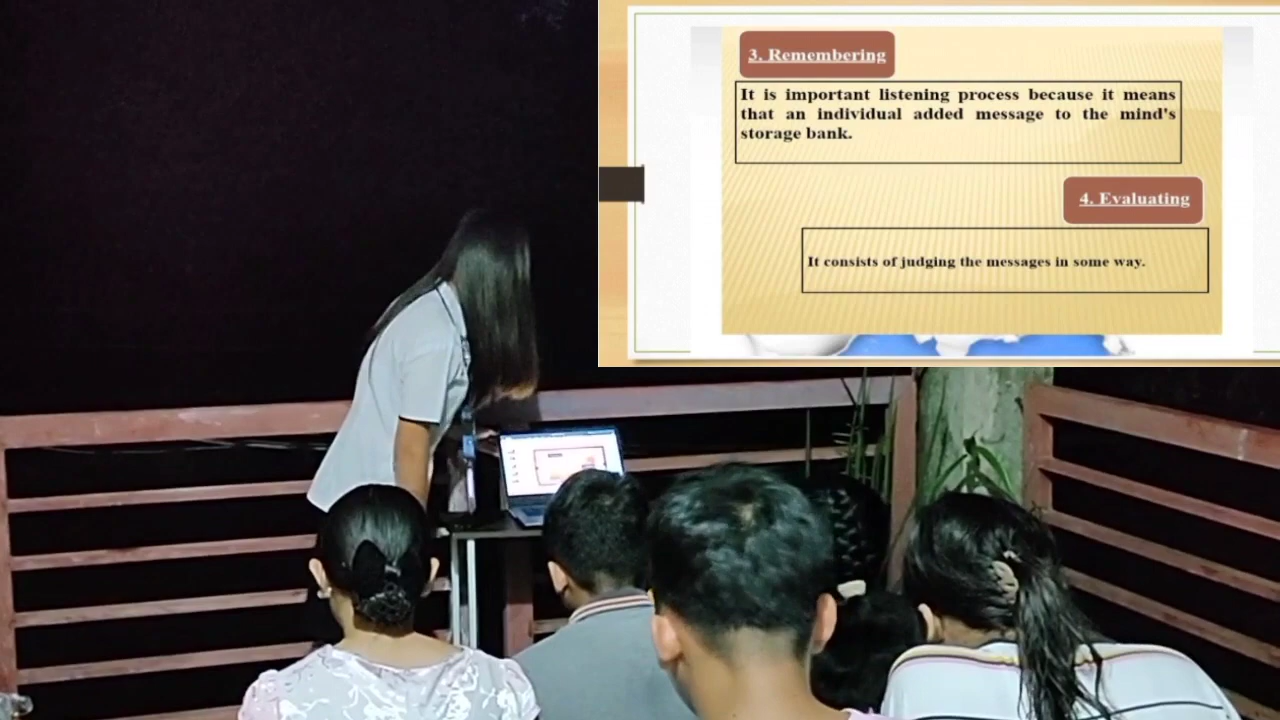 3. Remembering
It is important listening process because it means
that an individual added message to the mind's
storage bank.
4. Evaluating
It consists of judging the messages in some way.